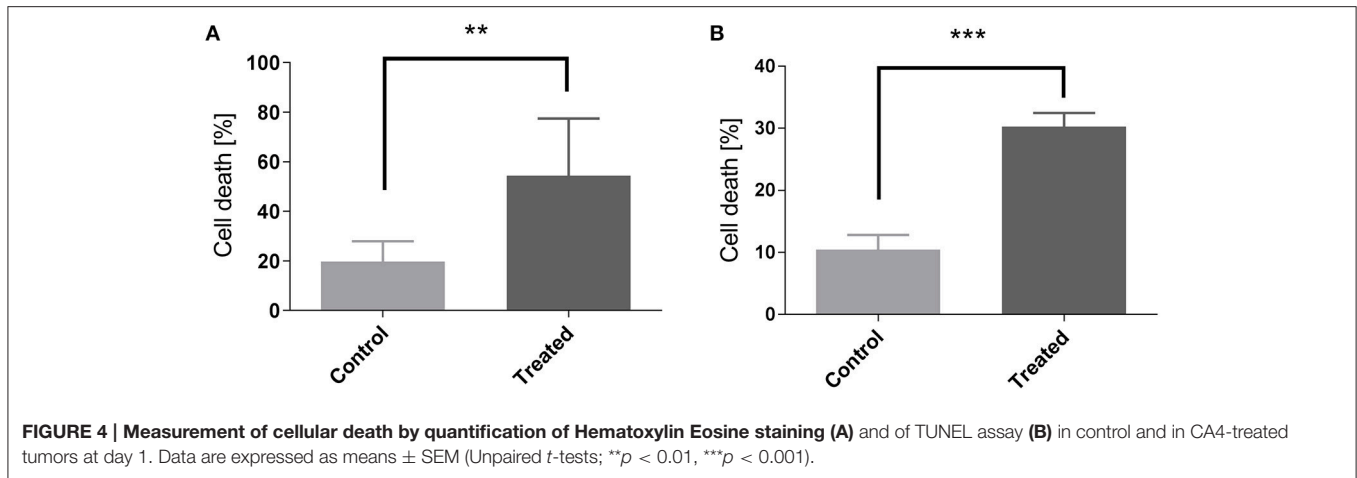 A
**
Cell death [%]
100
80
60
40
20
0
Control
Treated
B
***
Cell death [%]
40
30
20
10
0
Control
Treated
FIGURE 4 | Measurement of cellular death by quantification of Hematoxylin Eosine staining (A) and of TUNEL assay (B) in control and in CA4-treated
tumors at day 1. Data are expressed as means ± SEM (Unpaired t-tests; **p < 0.01, ***p < 0.001).